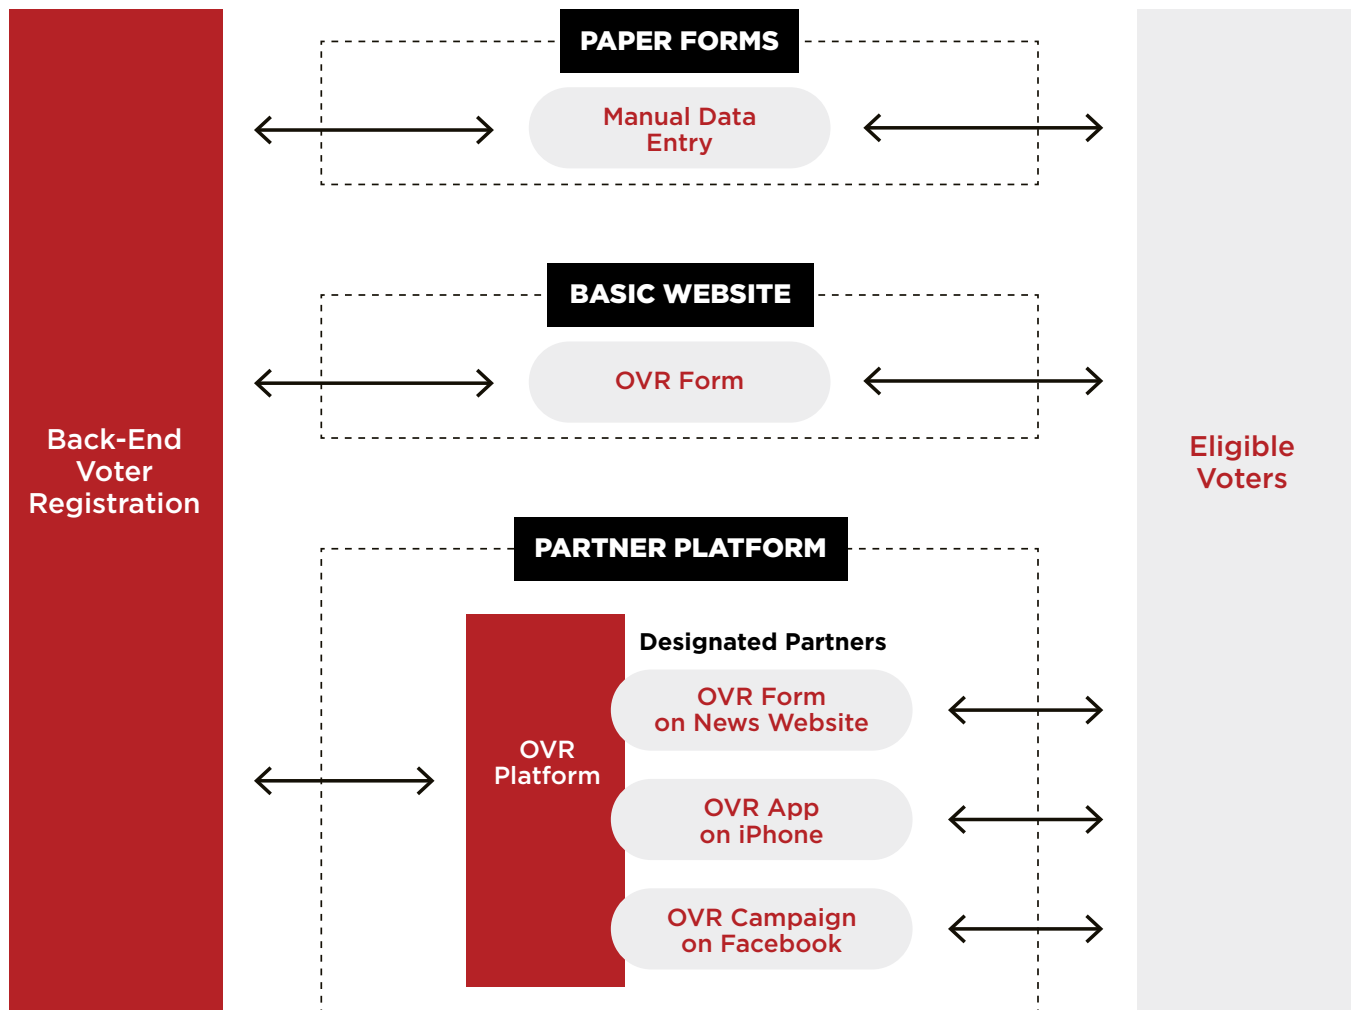 PAPER FORMS
Manual Data
Entry
BASIC WEBSITE
OVR Form
Back-End
Voter
Registration
Eligible
Voters
PARTNER PLATFORM
Designated Partners
OVR Form
on News Website
OVR
Platform
OVR App
on iPhone
OVR Campaign
on Facebook